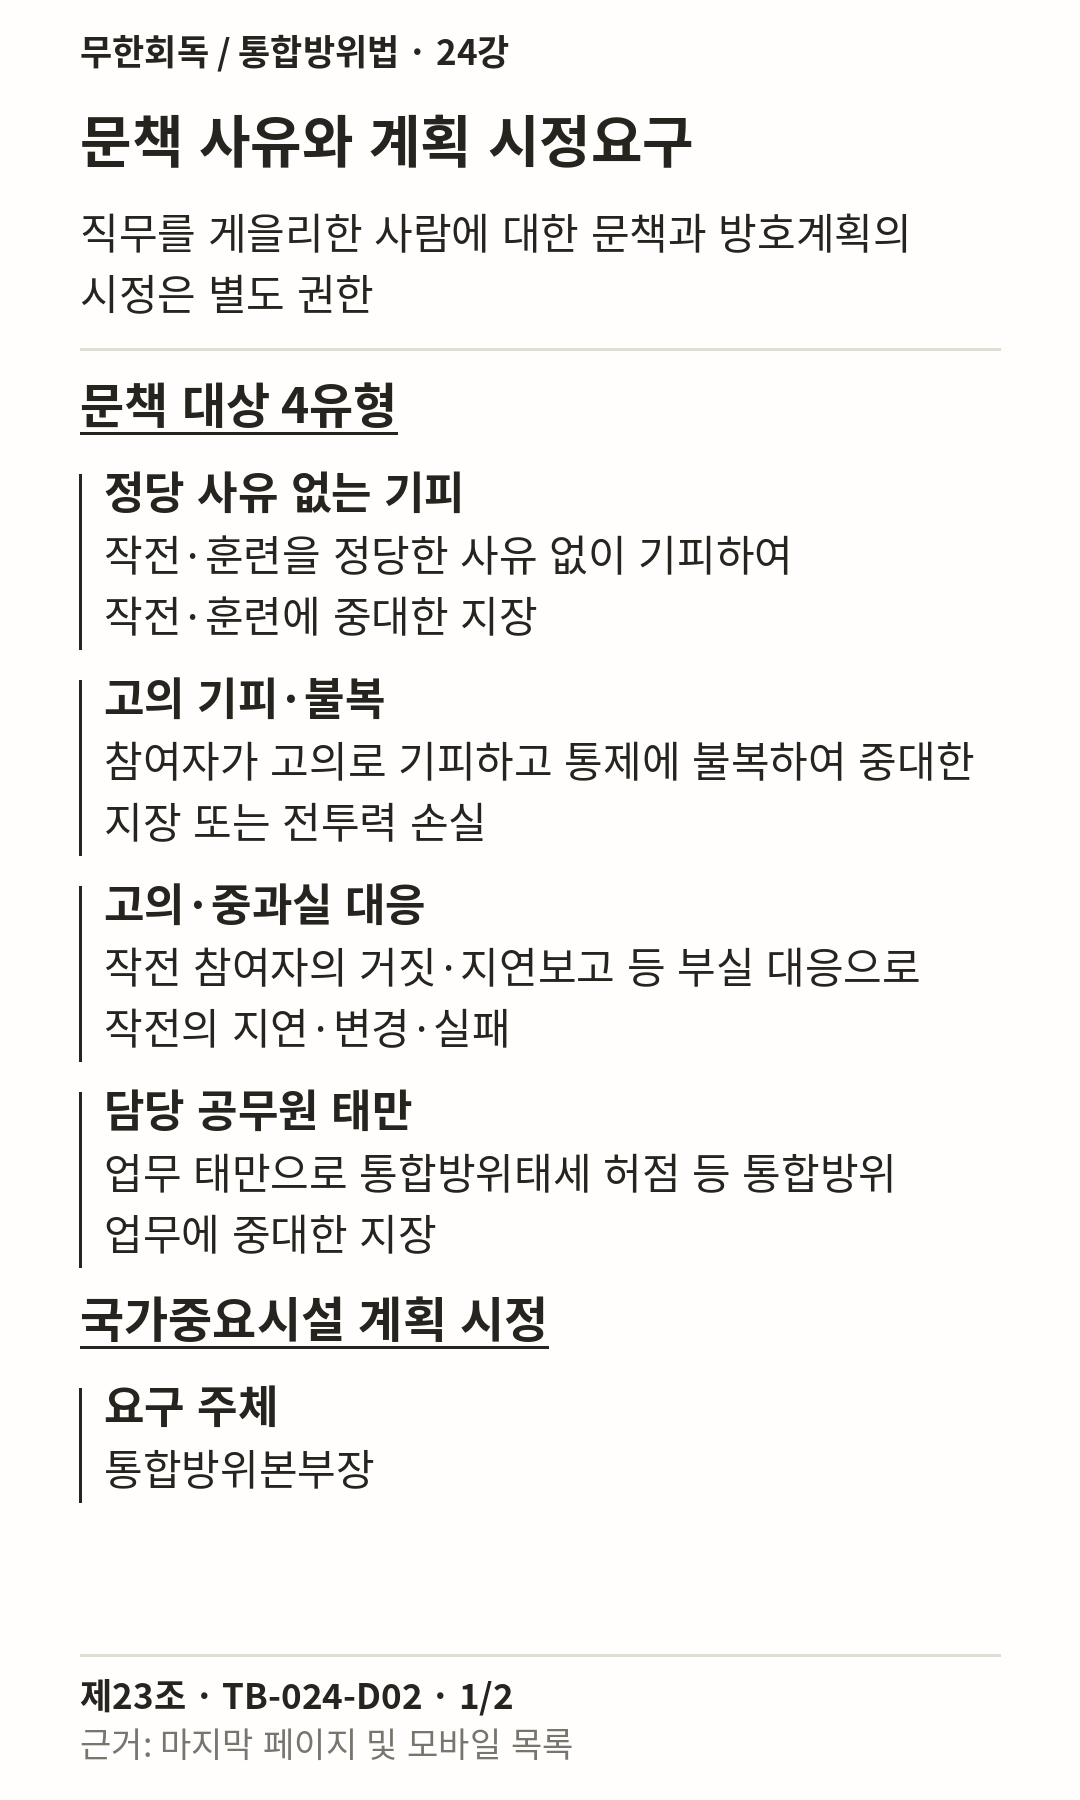 무한회독 / 통합방위법 · 24강
문책 사유와 계획 시정요구
직무를 게을리한 사람에 대한 문책과 방호계획의
시정은 별도 권한
문책 대상 4유형
정당 사유 없는 기피
작전·훈련을 정당한 사유 없이 기피하여
작전·훈련에 중대한 지장
고의 기피·불복
참여자가 고의로 기피하고 통제에 불복하여 중대한
지장 또는 전투력 손실
고의·중과실 대응
작전 참여자의 거짓·지연보고 등 부실 대응으로
작전의 지연·변경·실패
담당 공무원 태만
업무 태만으로 통합방위태세 허점 등 통합방위
업무에 중대한 지장
국가중요시설 계획 시정
요구 주체
통합방위본부장
제23조 · TB-024-D02 · 1/2
근거: 마지막 페이지 및 모바일 목록